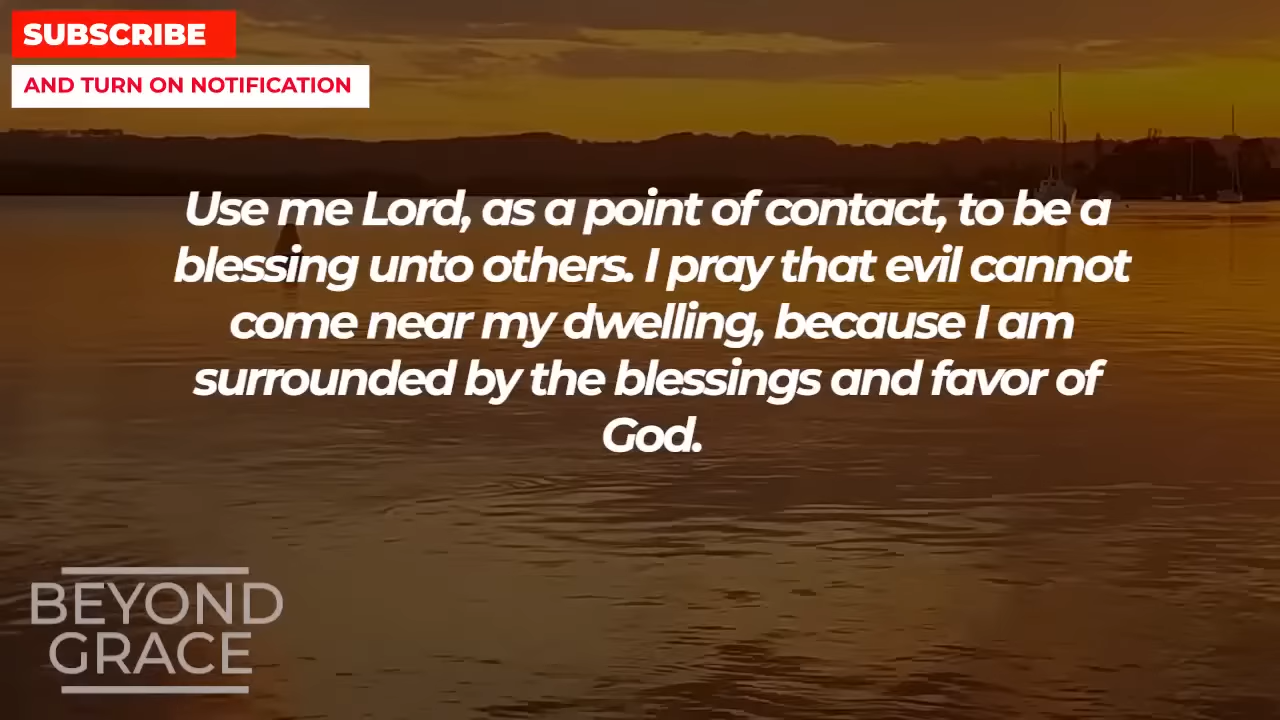 SUBSCRIBE
AND TURN ON NOTIFICATION
Use me Lord, as a point of contact, to be a
blessing unto others. I pray that evil cannot
come near my dwelling, because I am
surrounded by the blessings and favor of
God.
BEYOND
GRACE